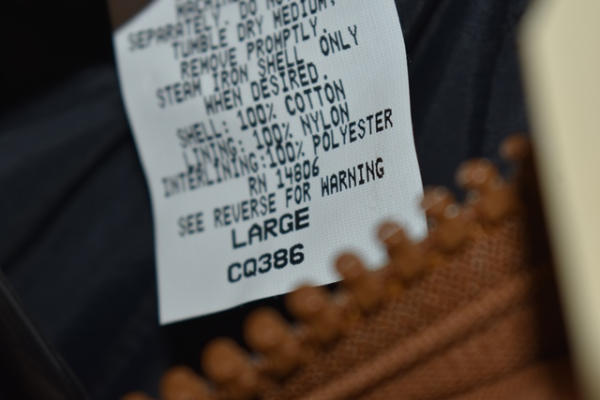 MACHINE
SEPARATELY. DO NOT
TUMBLE DRY MEDIUM.
REMOVE PROMPTLY.
STEAM IRON SHELL ONLY
WHEN DESIRED.
SHELL: 100% COTTON
LINING: 100% NYLON
INTERLINING:100% POLYESTER
RN 14806
SEE REVERSE FOR WARNING
LARGE
CQ386